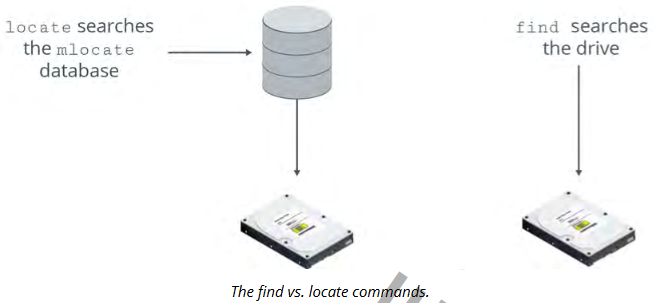 locate searches
the mlocate
database
find searches
the drive
The find vs. locate commands.